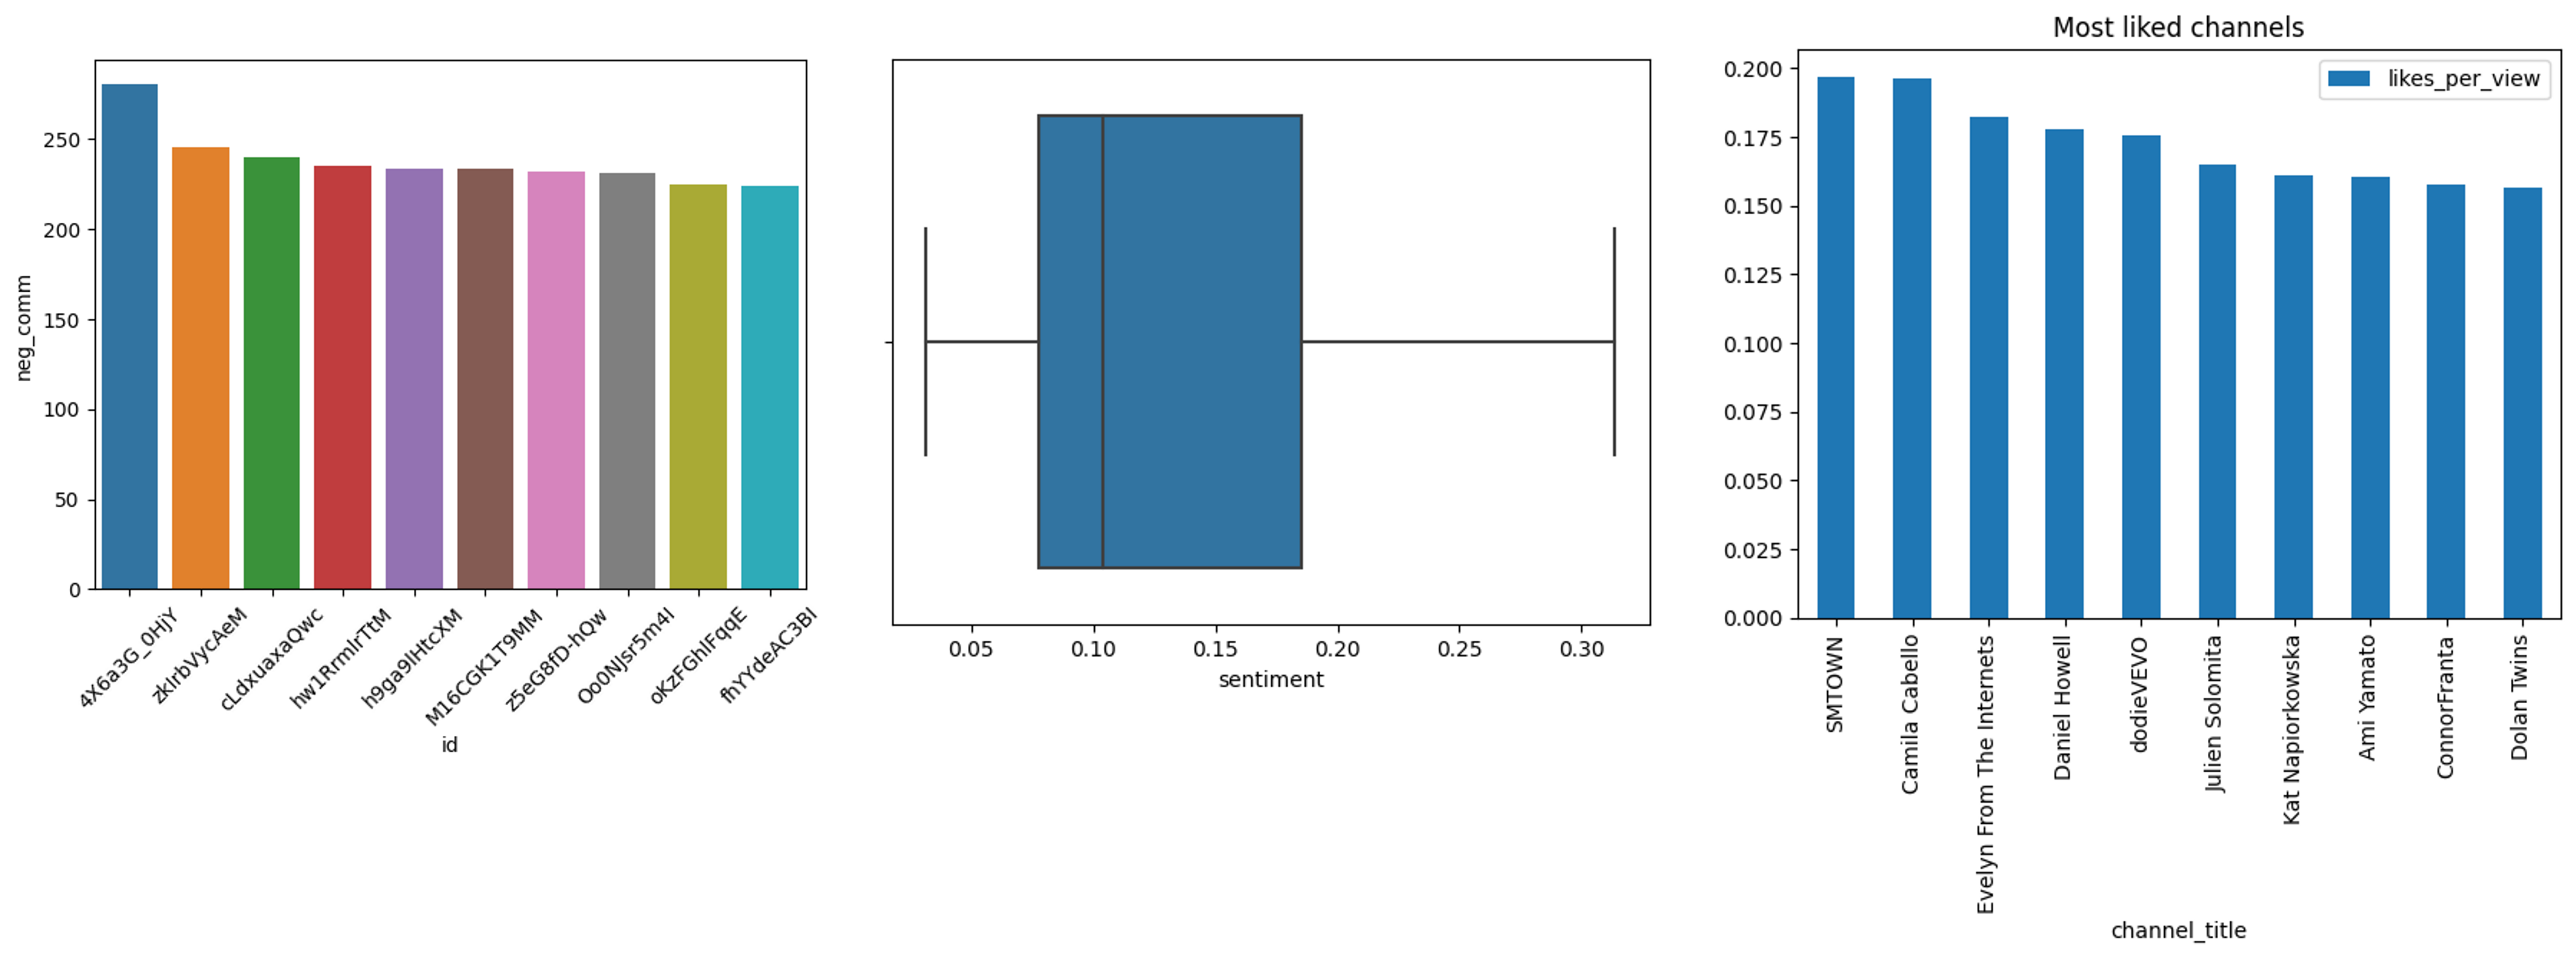 250
200
150
100
50
0
neg_comm
4X6a3G_0HjY
zkIrbVycAeM
cLdxuaxaQwc
hw1RrmlrTtM
h9ga9lHtcXM
M16CGK1T9MM
z5eG8fD-hQw
Oo0NJsr5m4I
oKzFGhlFqqE
fhYYdeAC3BI
id
0.05
0.10
0.15
0.20
0.25
0.30
sentiment
Most liked channels
likes_per_view
0.200
0.175
0.150
0.125
0.100
0.075
0.050
0.025
0.000
SMTOWN
Camila Cabello
Evelyn From The Internets
Daniel Howell
dodieVEVO
Julien Solomita
Kat Napiorkowska
Ami Yamato
ConnorFranta
Dolan Twins
channel_title